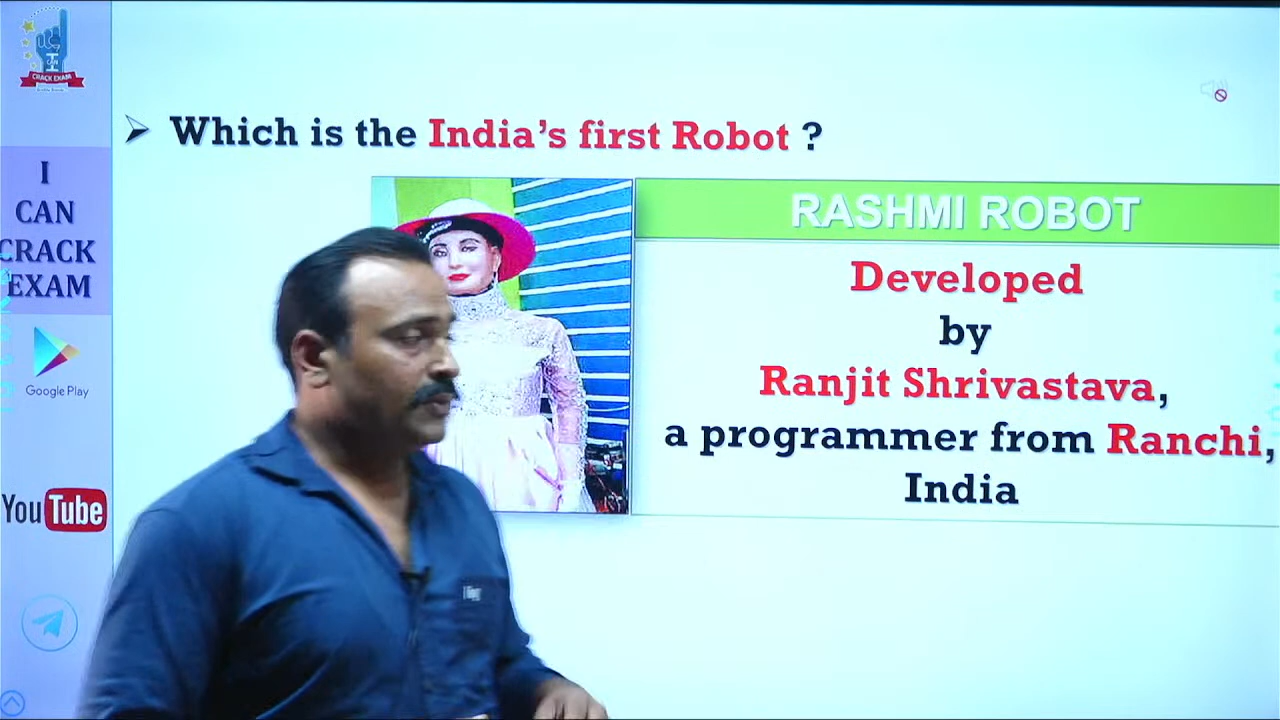 CAN
CRACK EXAM
Which is the India's first Robot ?
I
CAN
CRACK
EXAM
Google Play
YouTube
RASHMI ROBOT
Developed
by
Ranjit Shrivastava,
a programmer from Ranchi,
India